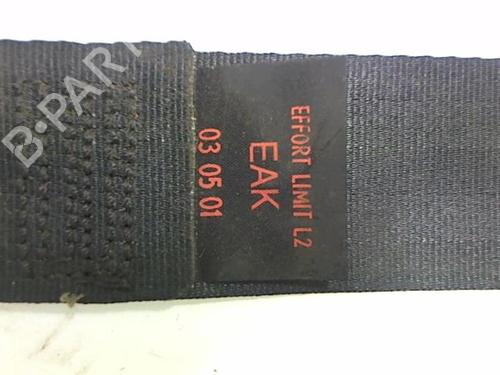 EFFORT LIMIT L2
EAK
03 05 01
B-PART